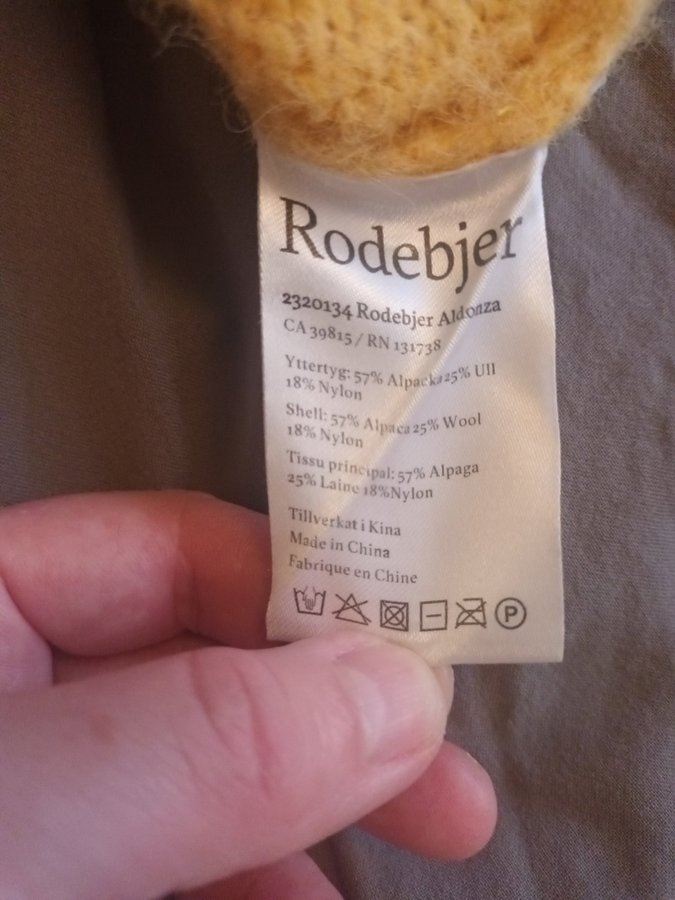 Rodebjer
2320134 Rodebjer Aldonza
CA 39815 / RN 131738
Yttertyg: 57% Alpacka 25% Ull
18% Nylon
Shell: 57% Alpaca 25% Wool
18% Nylon
Tissu principal: 57% Alpaga
25% Laine 18%Nylon
Tillverkat i Kina
Made in China
Fabrique en Chine
P